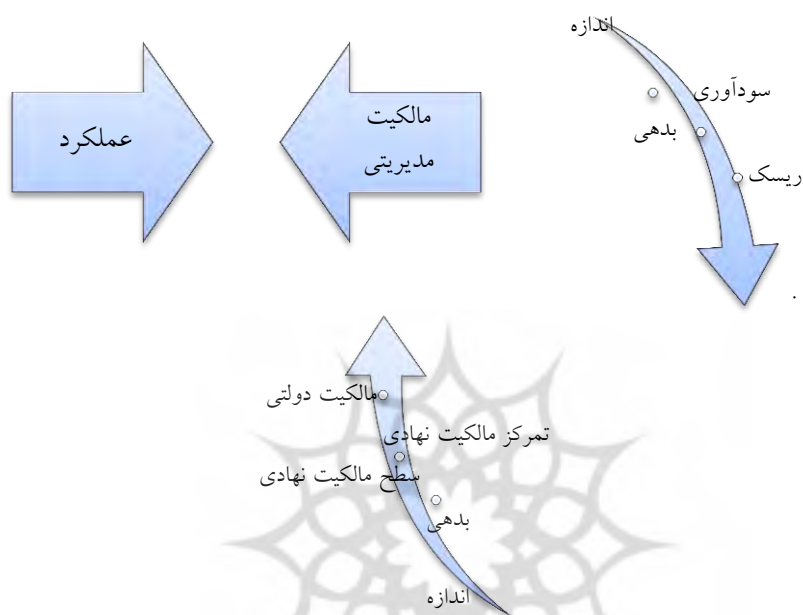 اندازه
سودآوری
بدهی
ریسک
.
مالکیت
مدیریتی
عملکرد
مالکیت دولتی
تمرکز مالکیت نهادی
سطح مالکیت نهادی
بدهی
اندازه